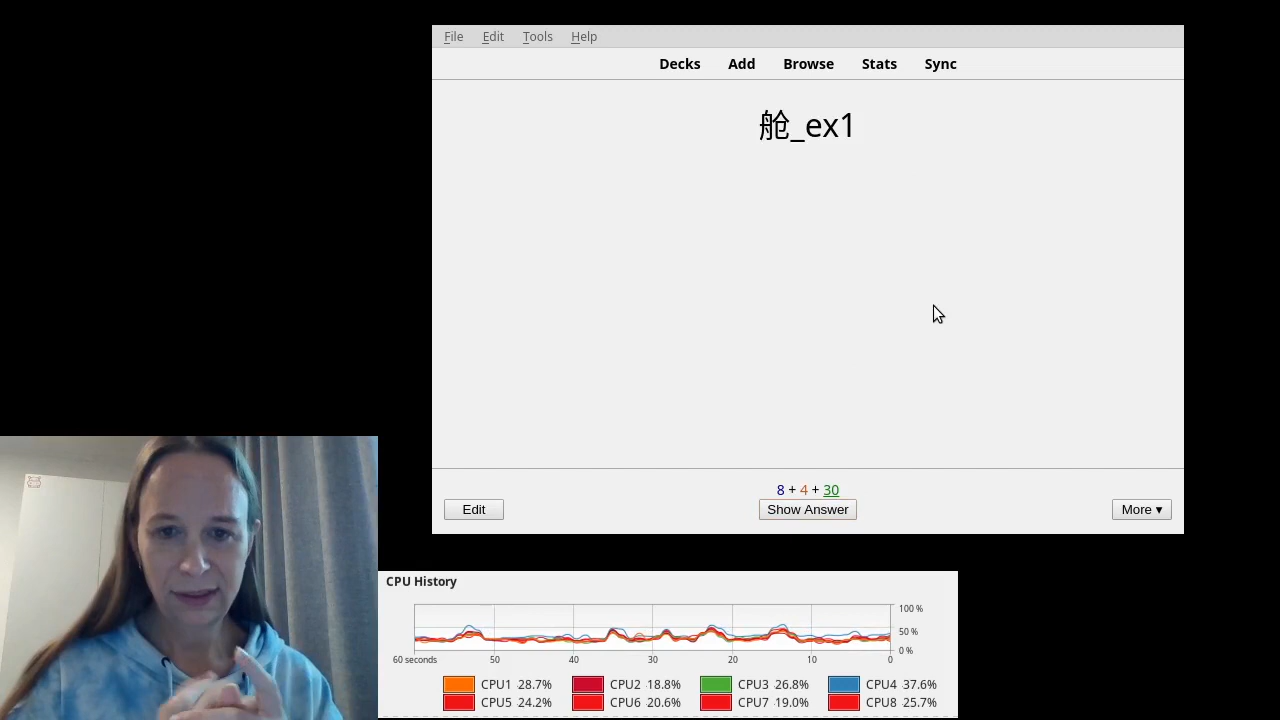 File Edit Tools Help
Decks Add Browse Stats Sync
舱_ex1
8 + 4 + 30
Edit Show Answer More ▾
CPU History
100 %
50 %
0 %
60 seconds 50 40 30 20 10 0
CPU1 28.7% CPU2 18.8% CPU3 26.8% CPU4 37.6%
CPU5 24.2% CPU6 20.6% CPU7 19.0% CPU8 25.7%